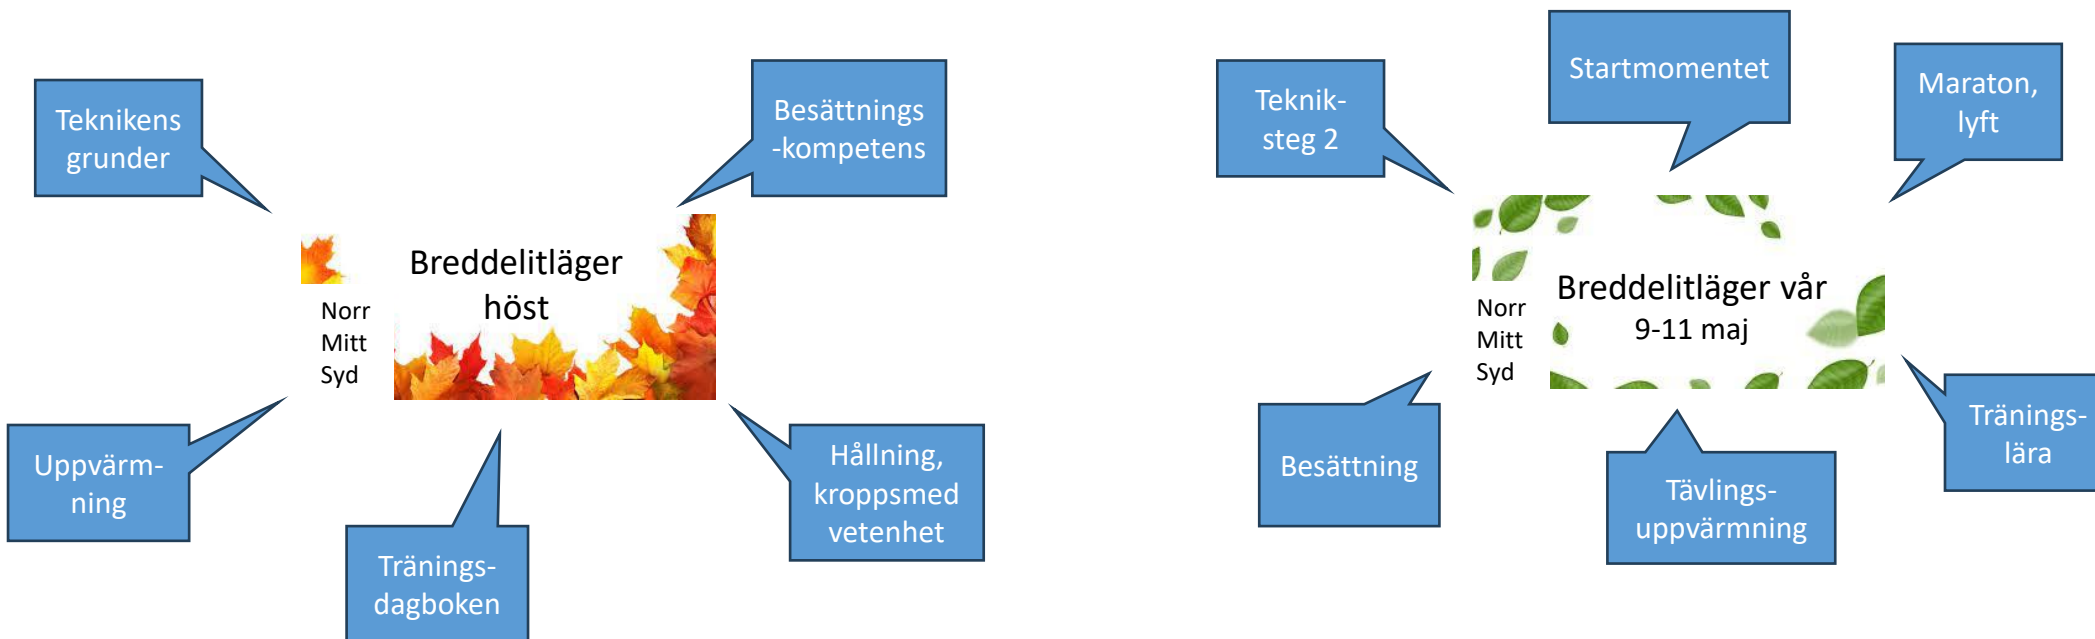 Teknikens
grunder
Besättnings
-kompetens
Breddelitläger
höst
Norr
Mitt
Syd
Uppvärm-
ning
Tränings-
dagboken
Hållning,
kroppsmed
vetenhet
Teknik-
steg 2
Startmomentet
Maraton,
lyft
Breddelitläger vår
9-11 maj
Norr
Mitt
Syd
Besättning
Tävlings-
uppvärmning
Tränings-
lära